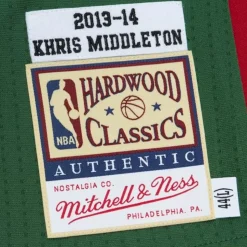 2013-14
KHRIS MIDDLETON
NBA
HARDWOOD
CLASSICS
AUTHENTIC
NOSTALGIA CO.
Mitchell & Ness
PHILADELPHIA, PA.
44(L)